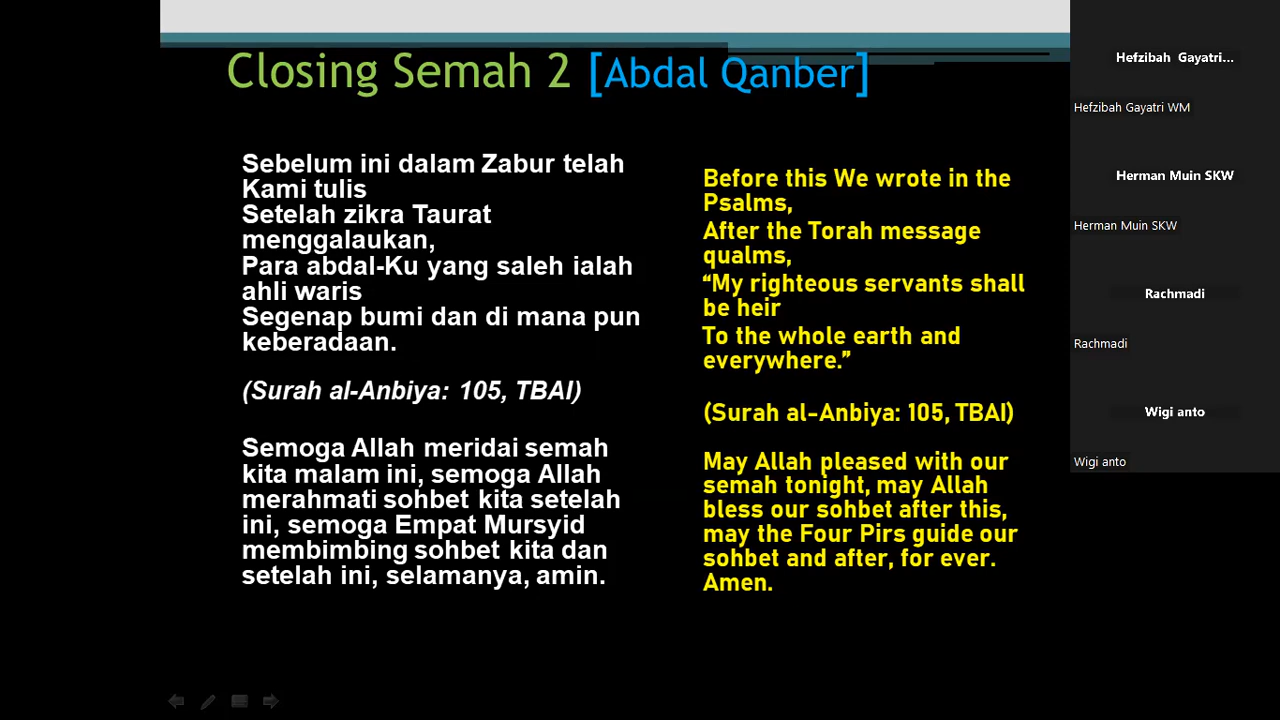 Closing Semah 2 [Abdal Qanber]
Sebelum ini dalam Zabur telah
Kami tulis
Setelah zikra Taurat
menggalaukan,
Para abdal-Ku yang saleh ialah
ahli waris
Segenap bumi dan di mana pun
keberadaan.
(Surah al-Anbiya: 105, TBAI)
Semoga Allah meridai semah
kita malam ini, semoga Allah
merahmati sohbet kita setelah
ini, semoga Empat Mursyid
membimbing sohbet kita dan
setelah ini, selamanya, amin.
Before this We wrote in the
Psalms,
After the Torah message
qualms,
“My righteous servants shall
be heir
To the whole earth and
everywhere.”
(Surah al-Anbiya: 105, TBAI)
May Allah pleased with our
semah tonight, may Allah
bless our sohbet after this,
may the Four Pirs guide our
sohbet and after, for ever.
Amen.
Hefzibah Gayatri...
Hefzibah Gayatri WM
Herman Muin SKW
Herman Muin SKW
Rachmadi
Rachmadi
Wigi anto
Wigi anto